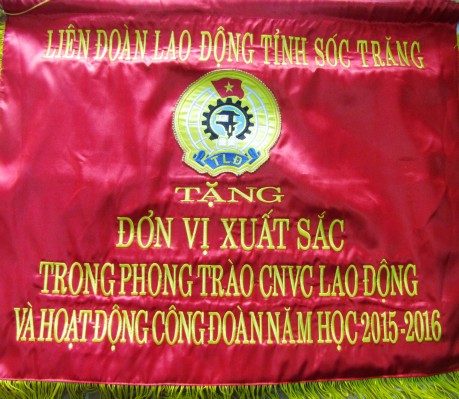 LIÊN ĐOÀN LAO ĐỘNG TỈNH SÓC TRĂNG
TLĐ
TẶNG
ĐƠN VỊ XUẤT SẮC
TRONG PHONG TRÀO CNVC LAO ĐỘNG
VÀ HOẠT ĐỘNG CÔNG ĐOÀN NĂM HỌC 2015-2016